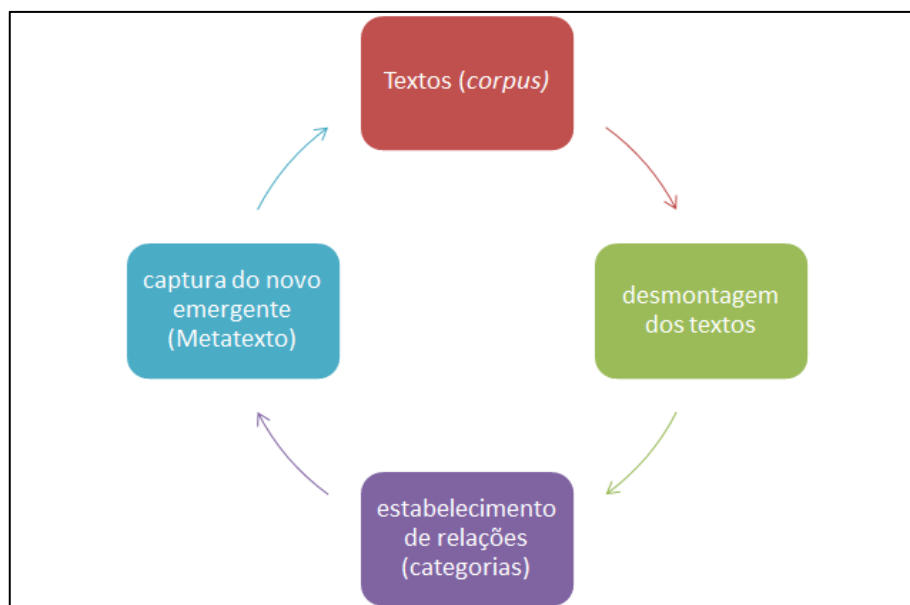 Textos (corpus)
desmontagem
dos textos
estabelecimento
de relações
(categorias)
captura do novo
emergente
(Metatexto)